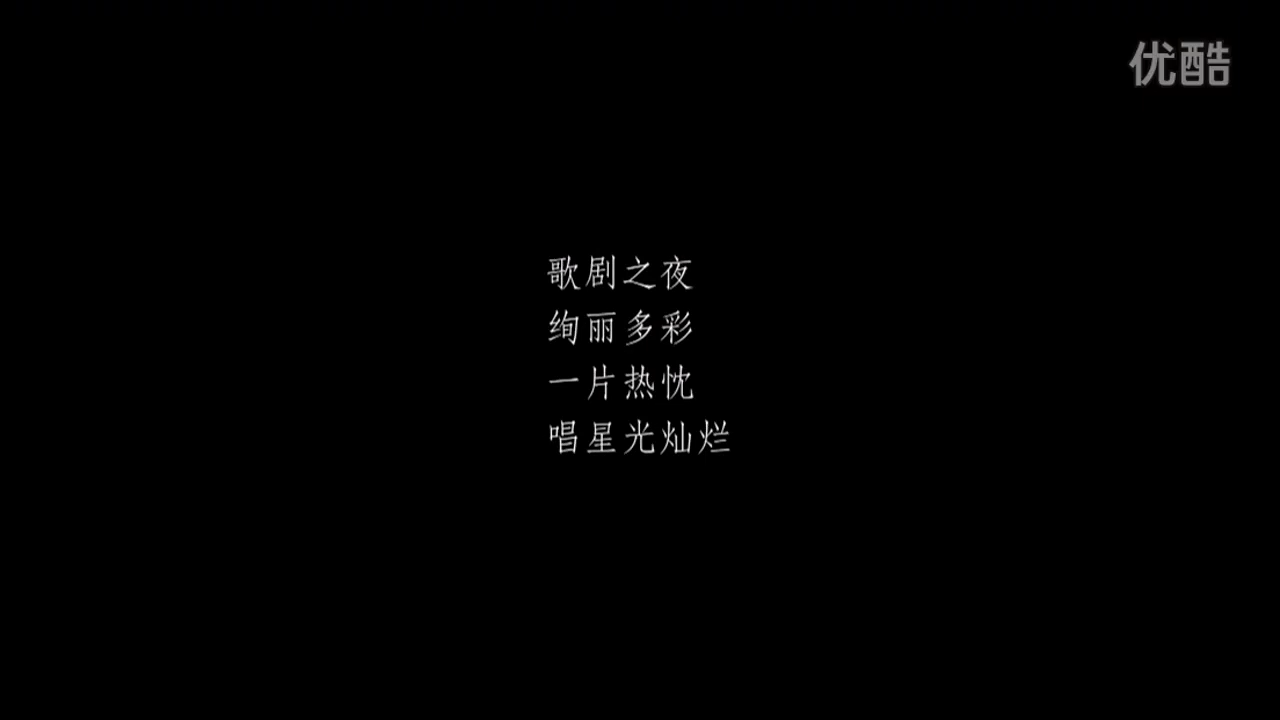 优酷
歌剧之夜
绚丽多彩
一片热忱
唱星光灿烂